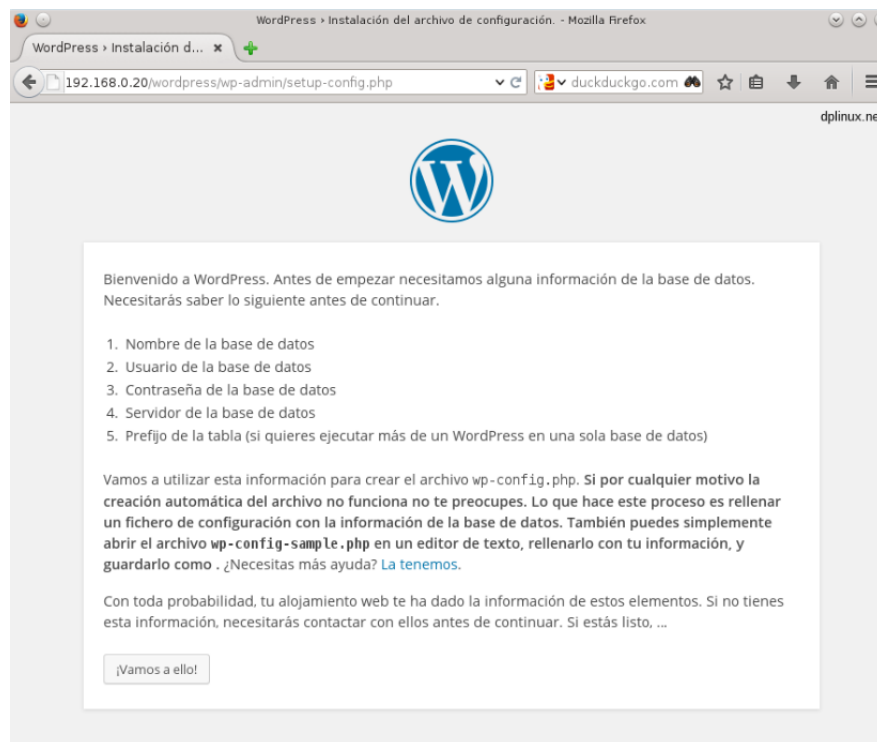 WordPress › Instalación del archivo de configuración. - Mozilla Firefox
WordPress › Instalación d...
192.168.0.20/wordpress/wp-admin/setup-config.php
duckduckgo.com
dplinux.ne
Bienvenido a WordPress. Antes de empezar necesitamos alguna información de la base de datos.
Necesitarás saber lo siguiente antes de continuar.
1. Nombre de la base de datos
2. Usuario de la base de datos
3. Contraseña de la base de datos
4. Servidor de la base de datos
5. Prefijo de la tabla (si quieres ejecutar más de un WordPress en una sola base de datos)
Vamos a utilizar esta información para crear el archivo wp-config.php. Si por cualquier motivo la
creación automática del archivo no funciona no te preocupes. Lo que hace este proceso es rellenar
un fichero de configuración con la información de la base de datos. También puedes simplemente
abrir el archivo wp-config-sample.php en un editor de texto, rellenarlo con tu información, y
guardarlo como . ¿Necesitas más ayuda? La tenemos.
Con toda probabilidad, tu alojamiento web te ha dado la información de estos elementos. Si no tienes
esta información, necesitarás contactar con ellos antes de continuar. Si estás listo, ...
¡Vamos a ello!